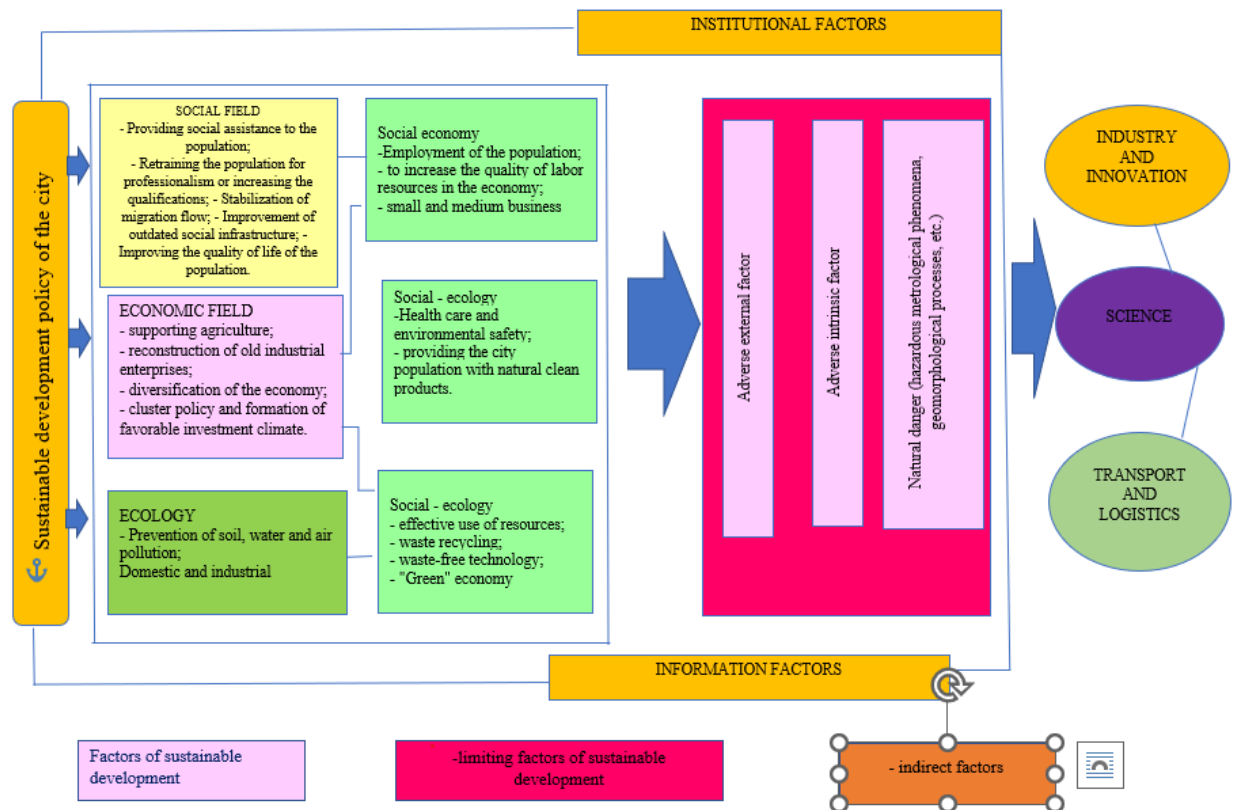 INSTITUTIONAL FACTORS
Sustainable development policy of the city
SOCIAL FIELD
- Providing social assistance to the
population;
- Retraining the population for
professionalism or increasing the
qualifications; - Stabilization of
migration flow; - Improvement of
outdated social infrastructure; -
Improving the quality of life of the
population.
Social economy
-Employment of the population;
- to increase the quality of labor
resources in the economy;
- small and medium business
ECONOMIC FIELD
- supporting agriculture;
- reconstruction of old industrial
enterprises;
- diversification of the economy;
- cluster policy and formation of
favorable investment climate.
Social - ecology
-Health care and
environmental safety;
- providing the city
population with natural clean
products.
ECOLOGY
- Prevention of soil, water and air
pollution;
Domestic and industrial
Social - ecology
- effective use of resources;
- waste recycling;
- waste-free technology;
- "Green" economy
Adverse external factor
Adverse intrinsic factor
Natural danger (hazardous metrological phenomena,
geomorphological processes, etc.)
INDUSTRY
AND
INNOVATION
SCIENCE
TRANSPORT
AND
LOGISTICS
INFORMATION FACTORS
Factors of sustainable
development
-limiting factors of sustainable
development
- indirect factors